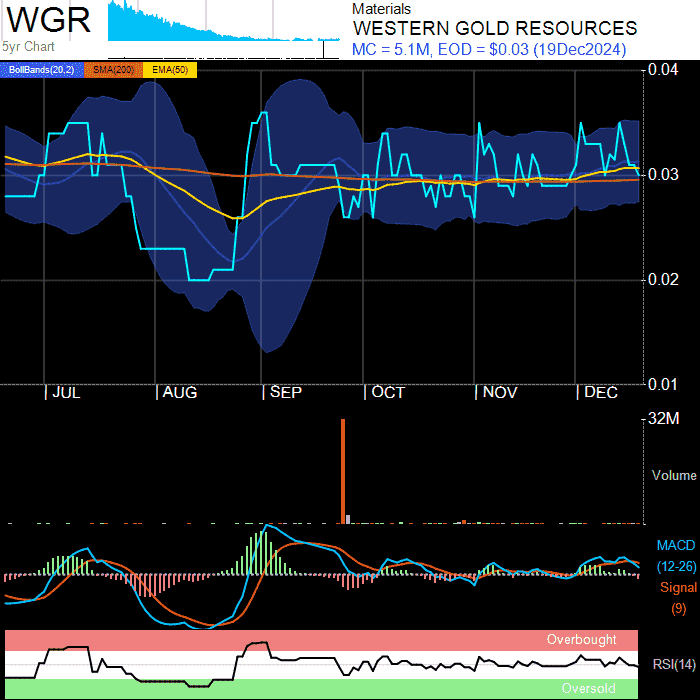 WGR
5yr Chart
Materials
WESTERN GOLD RESOURCES
MC = 5.1M, EOD = $0.03 (19Dec2024)
BollBands(20,2) SMA(200) EMA(50)
0.04
0.03
0.02
0.01
JUL AUG SEP OCT NOV DEC
32M
Volume
MACD
(12-26)
Signal
(9)
Overbought
RSI(14)
Oversold